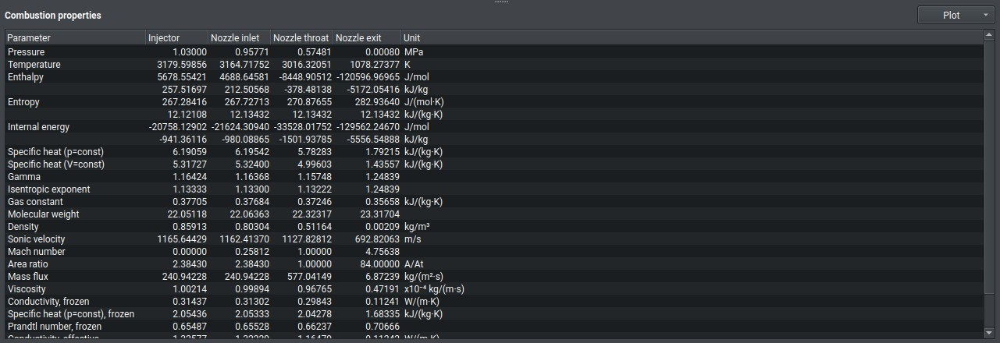 Combustion properties Plot
Parameter Injector Nozzle inlet Nozzle throat Nozzle exit Unit
Pressure 1.03000 0.95771 0.57481 0.00080 MPa
Temperature 3179.59856 3164.71752 3016.32051 1078.27377 K
Enthalpy 5678.55421 4688.64581 -8448.90512 -120596.96965 J/mol
257.51697 212.50568 -378.48138 -5172.05416 kJ/kg
Entropy 267.28416 267.72713 270.87655 282.93640 J/(mol·K)
12.12108 12.13432 12.13432 12.13432 kJ/(kg·K)
Internal energy -20758.12902 -21624.30940 -33528.01752 -129562.24670 J/mol
-941.36116 -980.08865 -1501.93785 -5556.54888 kJ/kg
Specific heat (p=const) 6.19059 6.19542 5.78283 1.79215 kJ/(kg·K)
Specific heat (V=const) 5.31727 5.32400 4.99603 1.43557 kJ/(kg·K)
Gamma 1.16424 1.16368 1.15748 1.24839
Isentropic exponent 1.13333 1.13300 1.13222 1.24839
Gas constant 0.37705 0.37684 0.37246 0.35658 kJ/(kg·K)
Molecular weight 22.05118 22.06363 22.32317 23.31704
Density 0.85913 0.80304 0.51164 0.00209 kg/m³
Sonic velocity 1165.64429 1162.41370 1127.82812 692.82063 m/s
Mach number 0.00000 0.25812 1.00000 4.75638
Area ratio 2.38430 2.38430 1.00000 84.00000 A/At
Mass flux 240.94228 240.94228 577.04149 6.87239 kg/(m²·s)
Viscosity 1.00214 0.99894 0.96765 0.47191 x10⁻⁴ kg/(m·s)
Conductivity, frozen 0.31437 0.31302 0.29843 0.11241 W/(m·K)
Specific heat (p=const), frozen 2.05436 2.05333 2.04278 1.68335 kJ/(kg·K)
Prandtl number, frozen 0.65487 0.65528 0.66237 0.70666
Conductivity, effective W/(m·K)